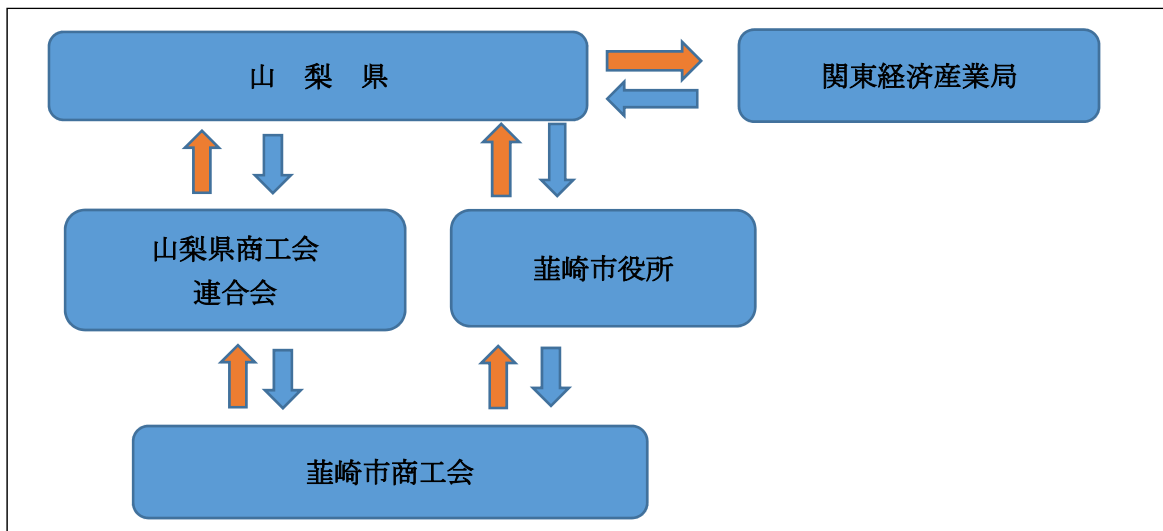 山 梨 県
関東経済産業局
山梨県商工会
連合会
韮崎市役所
韮崎市商工会